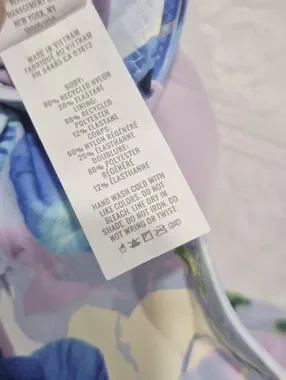 MANAGEMENT
NEW YORK, NY
10001, USA
MADE IN VIETNAM
FABRIQUÉ AU VIETNAM
RN 54485 CA 03873
BODY:
80% RECYCLED NYLON
20% ELASTANE
LINING:
88% RECYCLED
POLYESTER
12% ELASTANE
CORPS:
80% NYLON RÉGÉNÉRÉ
20% ÉLASTHANNE
DOUBLURE:
88% POLYESTER
RÉGÉNÉRÉ
12% ÉLASTHANNE
HAND WASH COLD WITH
LIKE COLORS. DO NOT
BLEACH. LINE DRY IN
SHADE. DO NOT IRON. DO
NOT WRING OR TWIST.